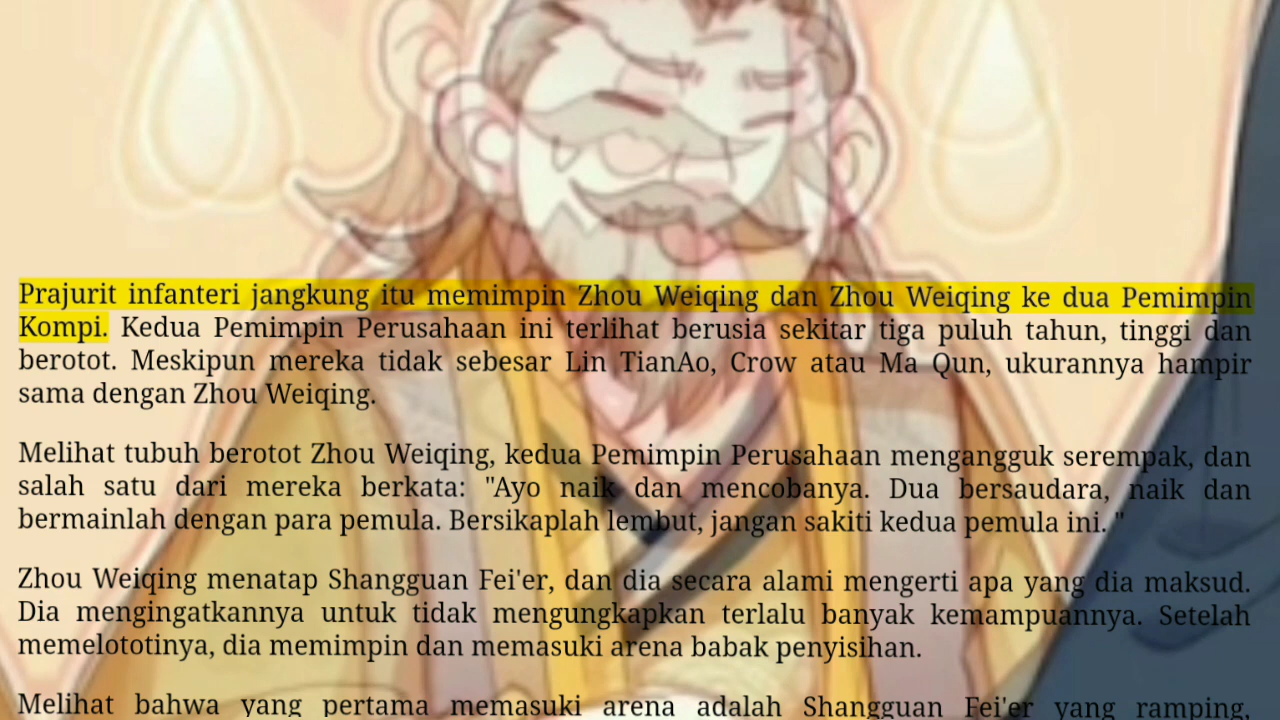 Prajurit infanteri jangkung itu memimpin Zhou Weiqing dan Zhou Weiqing ke dua Pemimpin
Kompi. Kedua Pemimpin Perusahaan ini terlihat berusia sekitar tiga puluh tahun, tinggi dan
berotot. Meskipun mereka tidak sebesar Lin TianAo, Crow atau Ma Qun, ukurannya hampir
sama dengan Zhou Weiqing.
Melihat tubuh berotot Zhou Weiqing, kedua Pemimpin Perusahaan mengangguk serempak, dan
salah satu dari mereka berkata: "Ayo naik dan mencobanya. Dua bersaudara, naik dan
bermainlah dengan para pemula. Bersikaplah lembut, jangan sakiti kedua pemula ini. "
Zhou Weiqing menatap Shangguan Fei'er, dan dia secara alami mengerti apa yang dia maksud.
Dia mengingatkannya untuk tidak mengungkapkan terlalu banyak kemampuannya. Setelah
memelototinya, dia memimpin dan memasuki arena babak penyisihan.
Melihat bahwa yang pertama memasuki arena adalah Shangguan Fei'er yang ramping,